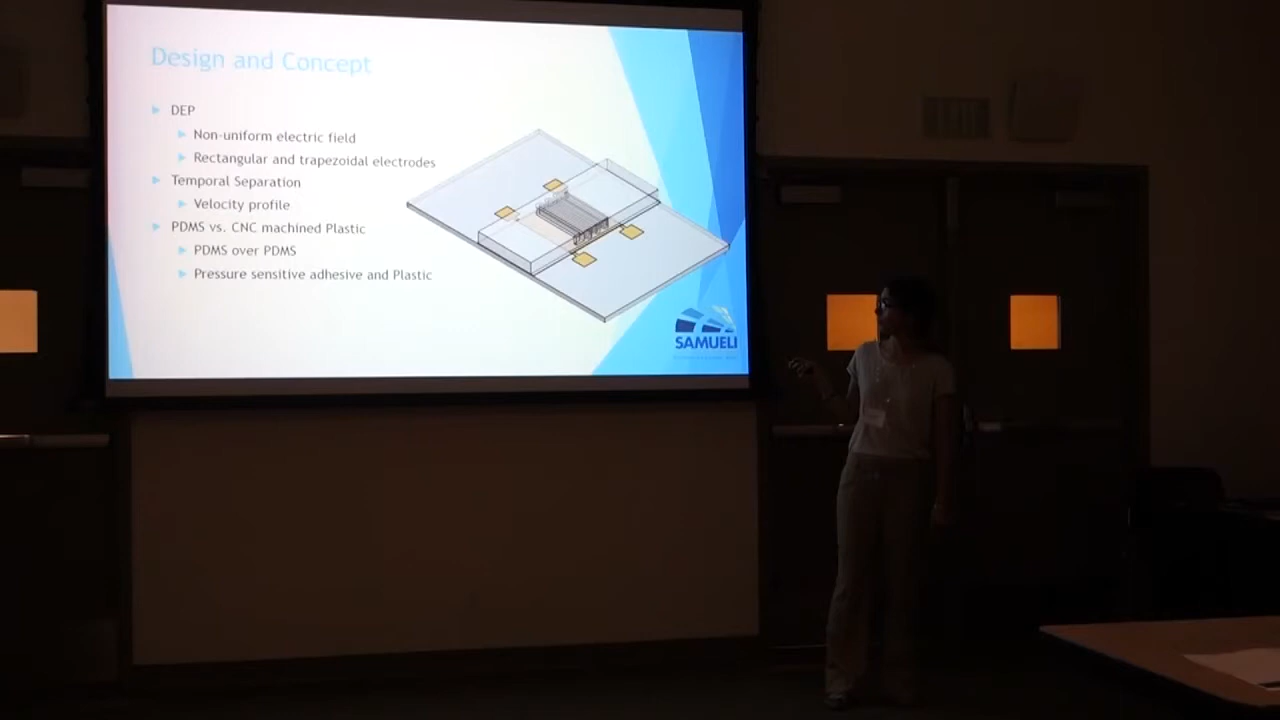 Design and Concept
DEP
Non-uniform electric field
Rectangular and trapezoidal electrodes
Temporal Separation
Velocity profile
PDMS vs. CNC machined Plastic
PDMS over PDMS
Pressure sensitive adhesive and Plastic
SAMUELI